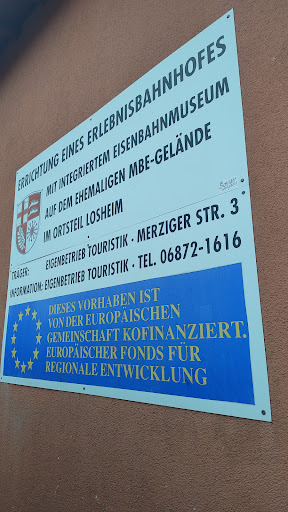 ERRICHTUNG EINES ERLEBNISBAHNHOFES
MIT INTEGRIERTEM EISENBAHNMUSEUM
AUF DEM EHEMALIGEN MBE-GELÄNDE
IM ORTSTEIL LOSHEIM
TRÄGER: EIGENBETRIEB TOURISTIK · MERZIGER STR. 3
INFORMATION: EIGENBETRIEB TOURISTIK · TEL. 06872-1616
DIESES VORHABEN IST
VON DER EUROPÄISCHEN
GEMEINSCHAFT KOFINANZIERT.
EUROPÄISCHER FONDS FÜR
REGIONALE ENTWICKLUNG